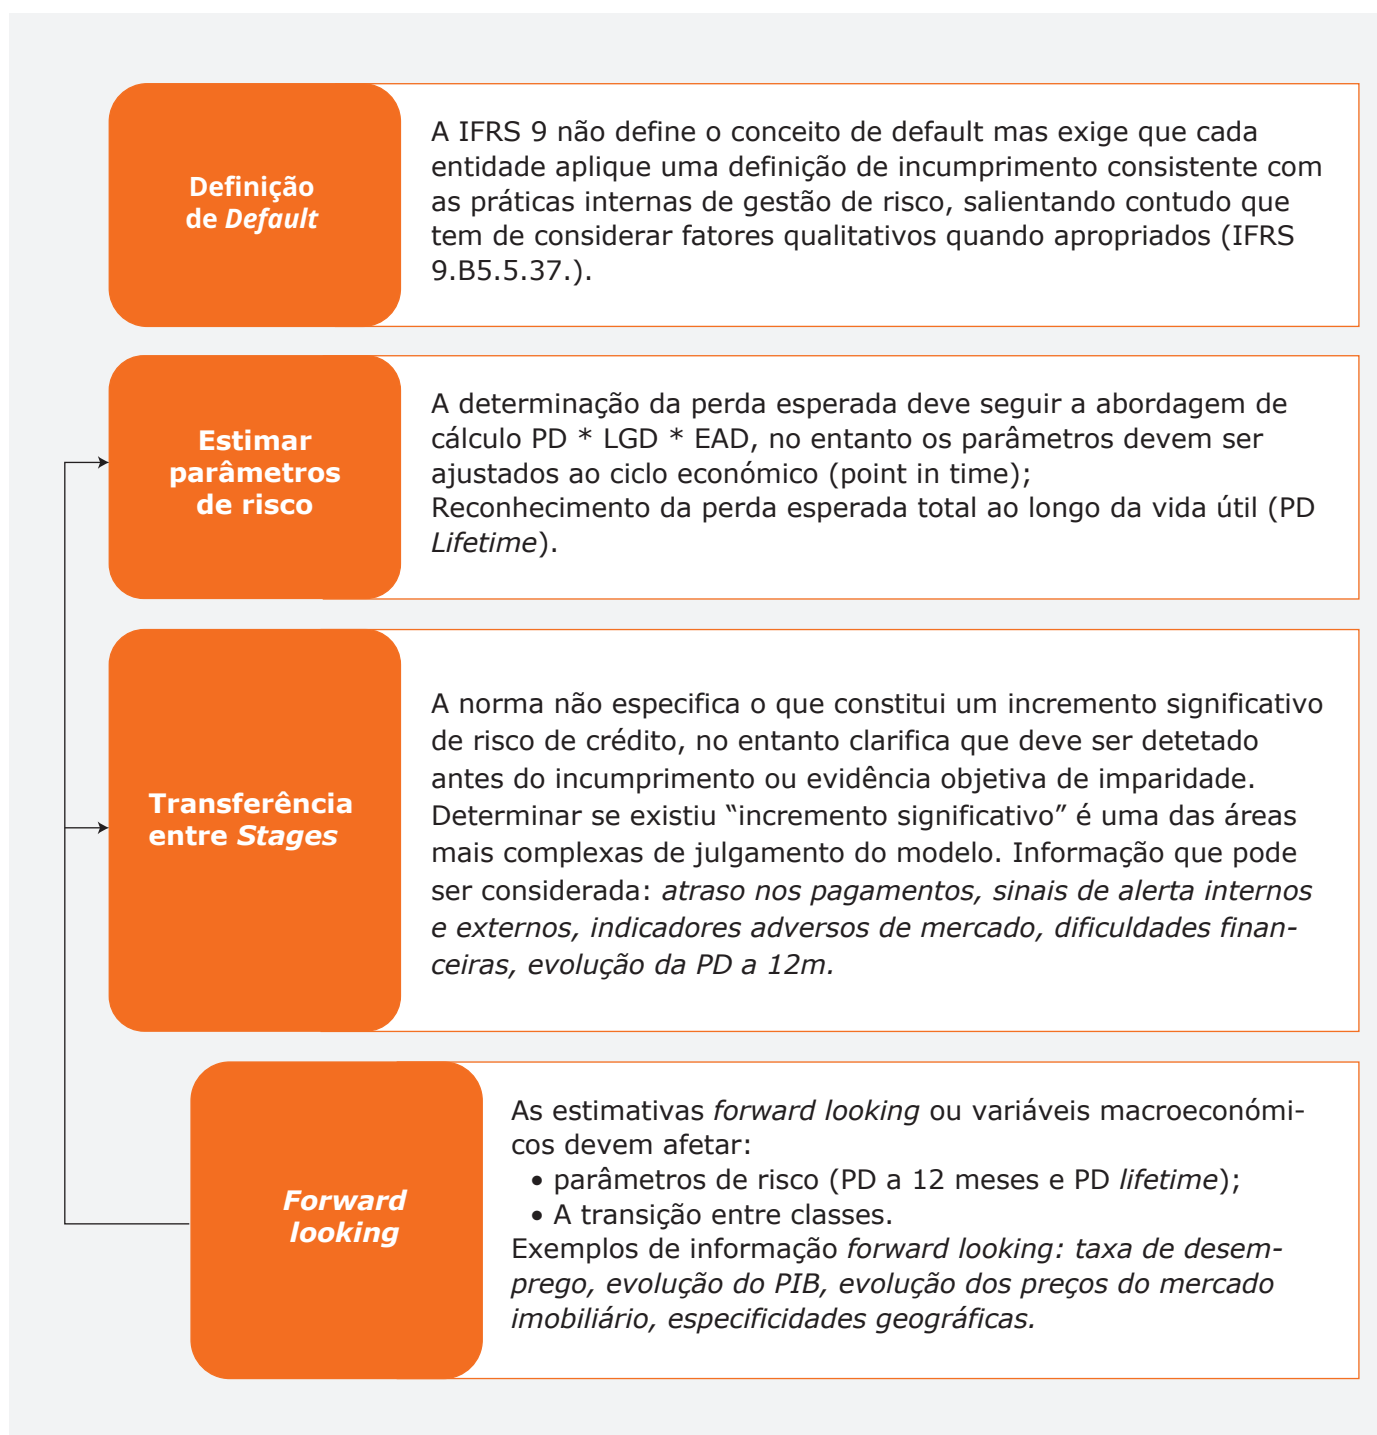 Definição
de Default
A IFRS 9 não define o conceito de default mas exige que cada
entidade aplique uma definição de incumprimento consistente com
as práticas internas de gestão de risco, salientando contudo que
tem de considerar fatores qualitativos quando apropriados (IFRS
9.B5.5.37.).
Estimar
parâmetros
de risco
A determinação da perda esperada deve seguir a abordagem de
cálculo PD * LGD * EAD, no entanto os parâmetros devem ser
ajustados ao ciclo económico (point in time);
Reconhecimento da perda esperada total ao longo da vida útil (PD
Lifetime).
Transferência
entre Stages
A norma não especifica o que constitui um incremento significativo
de risco de crédito, no entanto clarifica que deve ser detetado
antes do incumprimento ou evidência objetiva de imparidade.
Determinar se existiu “incremento significativo” é uma das áreas
mais complexas de julgamento do modelo. Informação que pode
ser considerada: atraso nos pagamentos, sinais de alerta internos
e externos, indicadores adversos de mercado, dificuldades finan-
ceiras, evolução da PD a 12m.
Forward
looking
As estimativas forward looking ou variáveis macroeconómi-
cos devem afetar:
• parâmetros de risco (PD a 12 meses e PD lifetime);
• A transição entre classes.
Exemplos de informação forward looking: taxa de desem-
prego, evolução do PIB, evolução dos preços do mercado
imobiliário, especificidades geográficas.